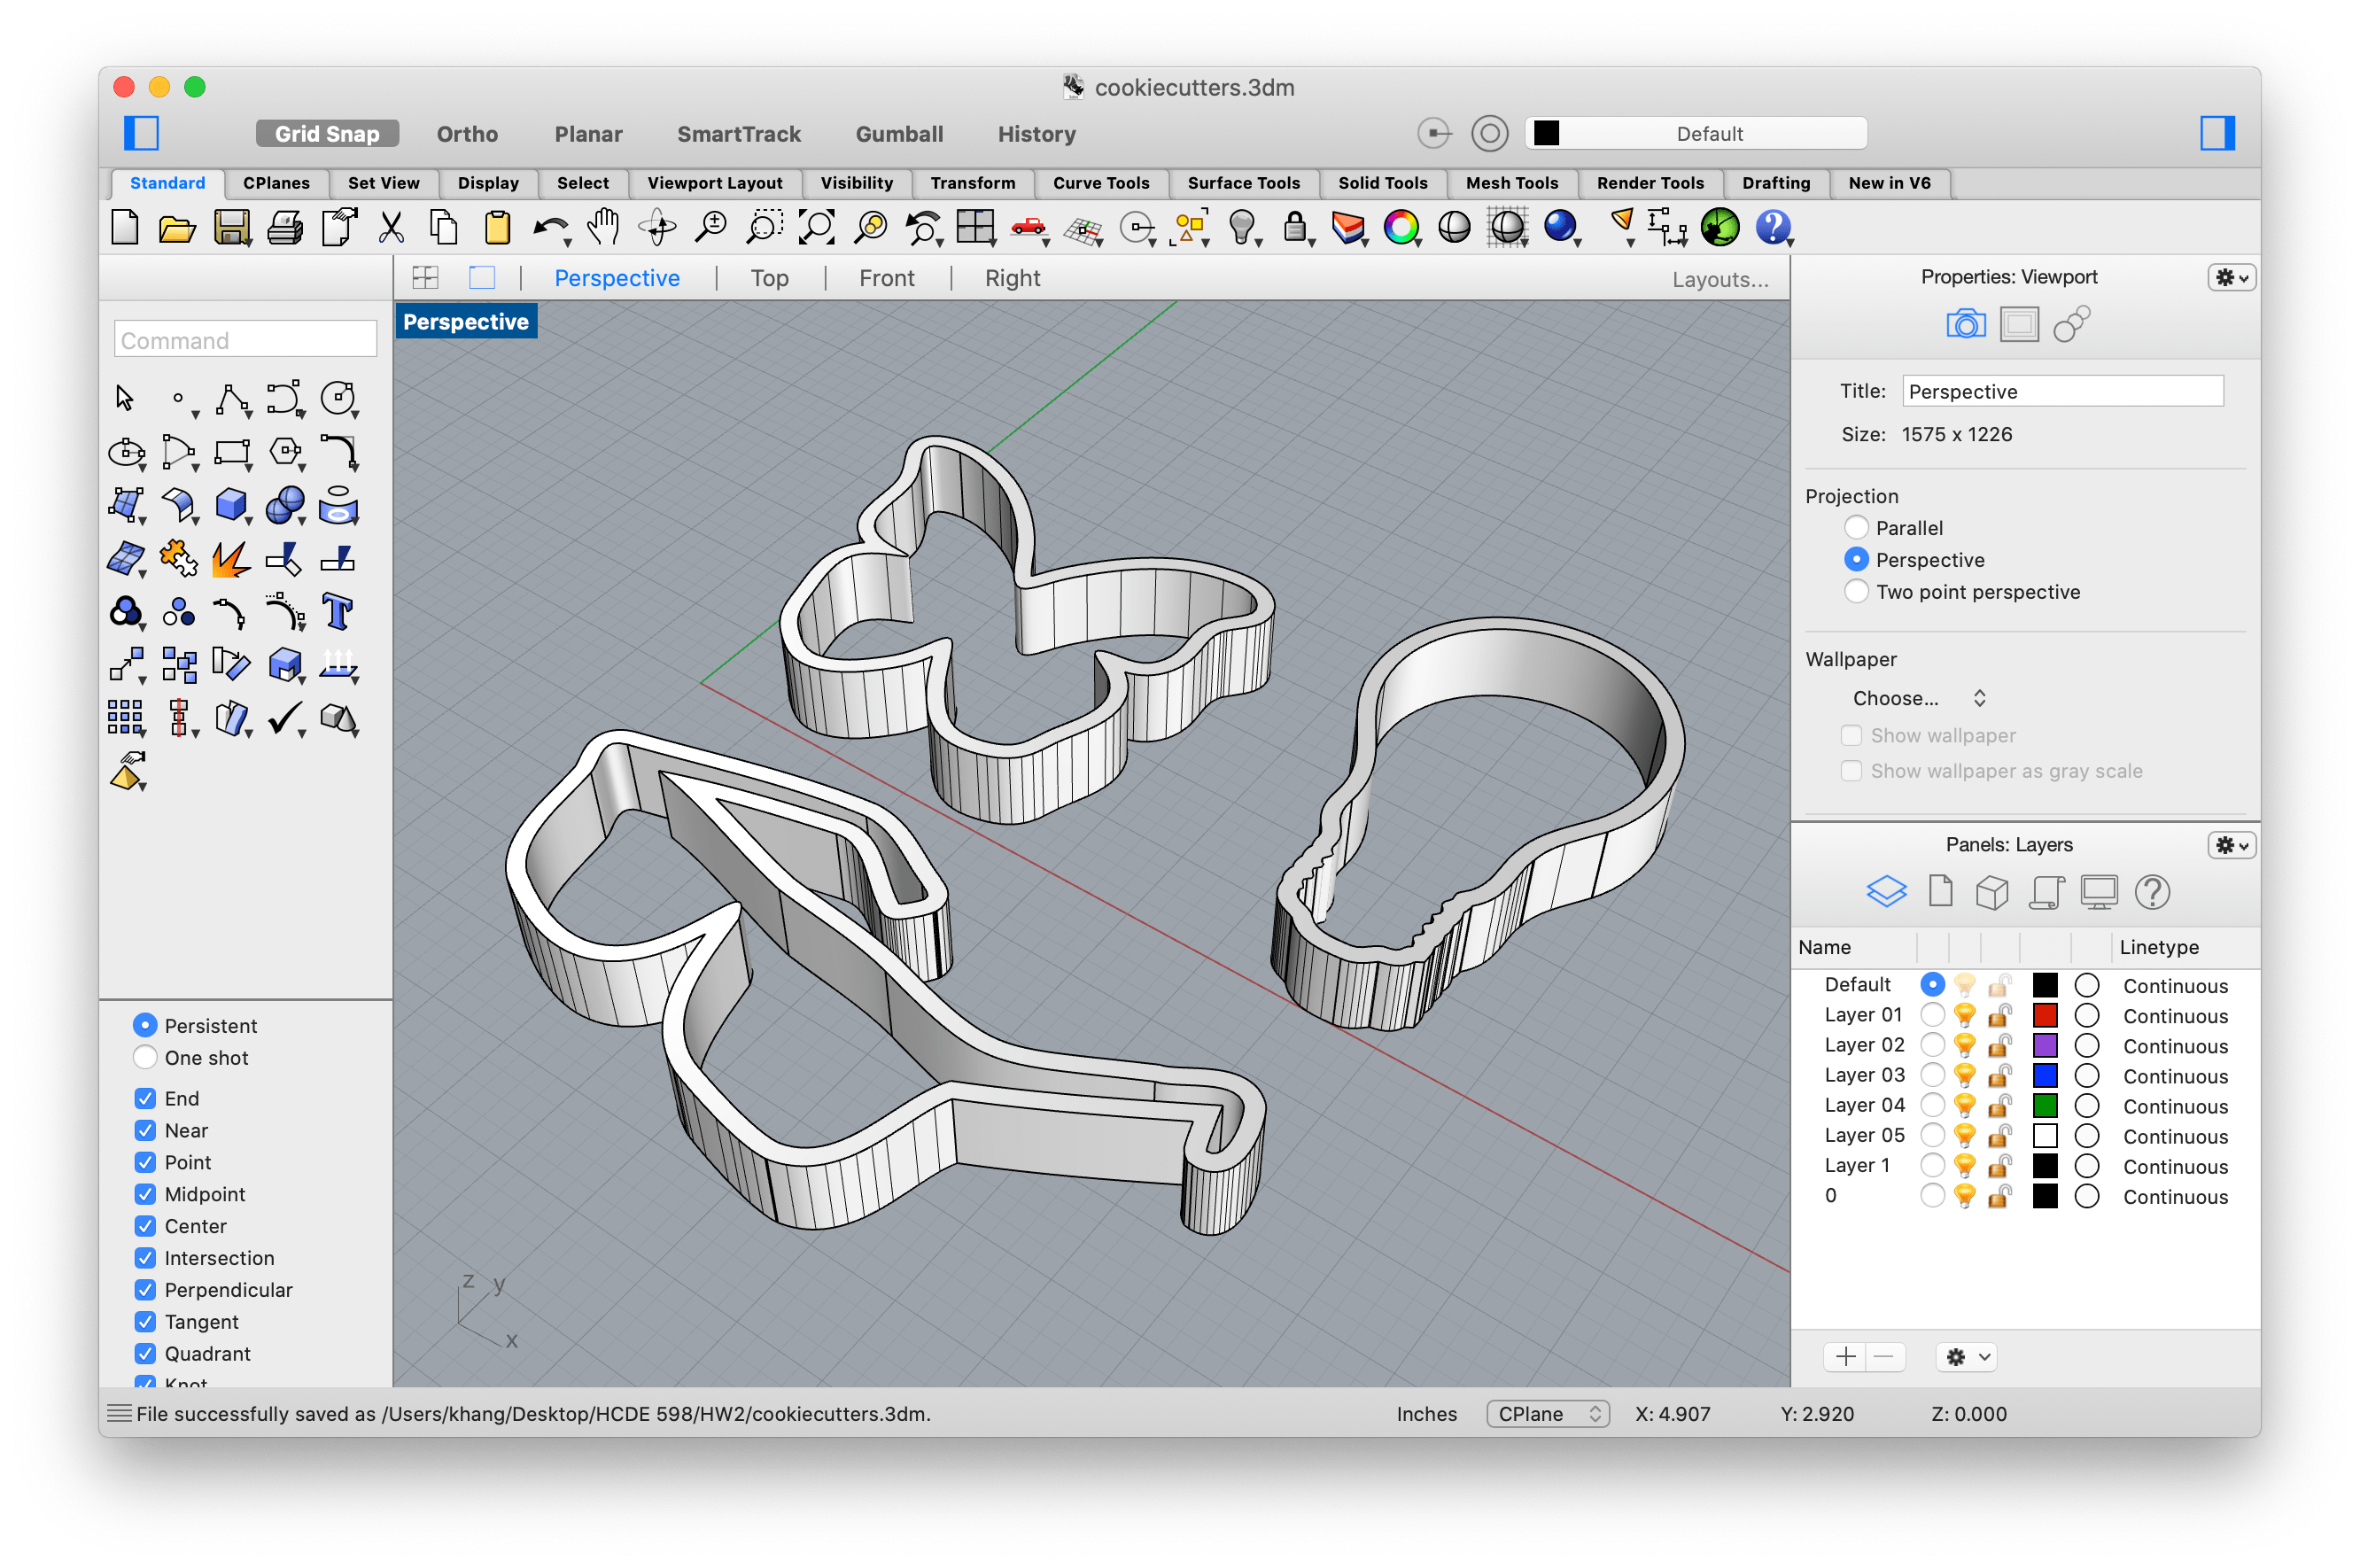 cookiecutters.3dm
Grid Snap Ortho Planar SmartTrack Gumball History Default
Standard CPlanes Set View Display Select Viewport Layout Visibility Transform Curve Tools Surface Tools Solid Tools Mesh Tools Render Tools Drafting New in V6
Perspective Top Front Right Layouts...
Perspective
Command
Persistent
One shot
End
Near
Point
Midpoint
Center
Intersection
Perpendicular
Tangent
Quadrant
Knot
z y
x
Properties: Viewport
Title: Perspective
Size: 1575 x 1226
Projection
Parallel
Perspective
Two point perspective
Wallpaper
Choose...
Show wallpaper
Show wallpaper as gray scale
Panels: Layers
Name Linetype
Default Continuous
Layer 01 Continuous
Layer 02 Continuous
Layer 03 Continuous
Layer 04 Continuous
Layer 05 Continuous
Layer 1 Continuous
0 Continuous
File successfully saved as /Users/khang/Desktop/HCDE 598/HW2/cookiecutters.3dm. Inches CPlane X: 4.907 Y: 2.920 Z: 0.000